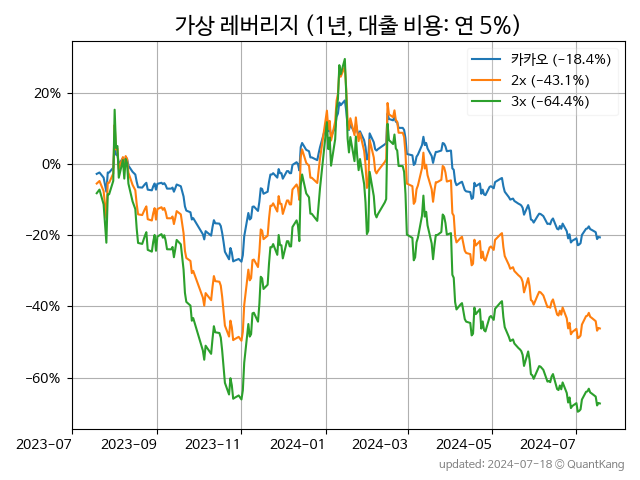 가상 레버리지 (1년, 대출 비용: 연 5%)
카카오 (−18.4%)
2x (−43.1%)
3x (−64.4%)
20%
0%
−20%
−40%
−60%
2023-07 2023-09 2023-11 2024-01 2024-03 2024-05 2024-07
updated: 2024-07-18 © QuantKang